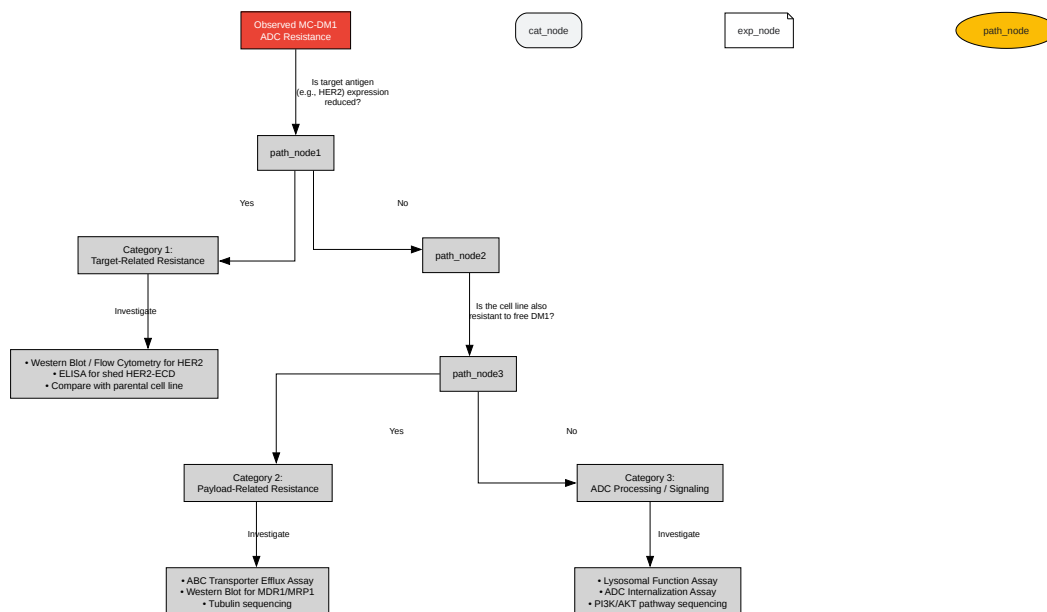 Observed MC-DM1
ADC Resistance
cat_node
exp_node
path_node
Is target antigen
(e.g., HER2) expression
reduced?
path_node1
Yes
No
Category 1:
Target-Related Resistance
path_node2
Investigate
Is the cell line also
resistant to free DM1?
• Western Blot / Flow Cytometry for HER2
• ELISA for shed HER2-ECD
• Compare with parental cell line
path_node3
Yes
No
Category 2:
Payload-Related Resistance
Category 3:
ADC Processing / Signaling
Investigate
Investigate
• ABC Transporter Efflux Assay
• Western Blot for MDR1/MRP1
• Tubulin sequencing
• Lysosomal Function Assay
• ADC Internalization Assay
• PI3K/AKT pathway sequencing